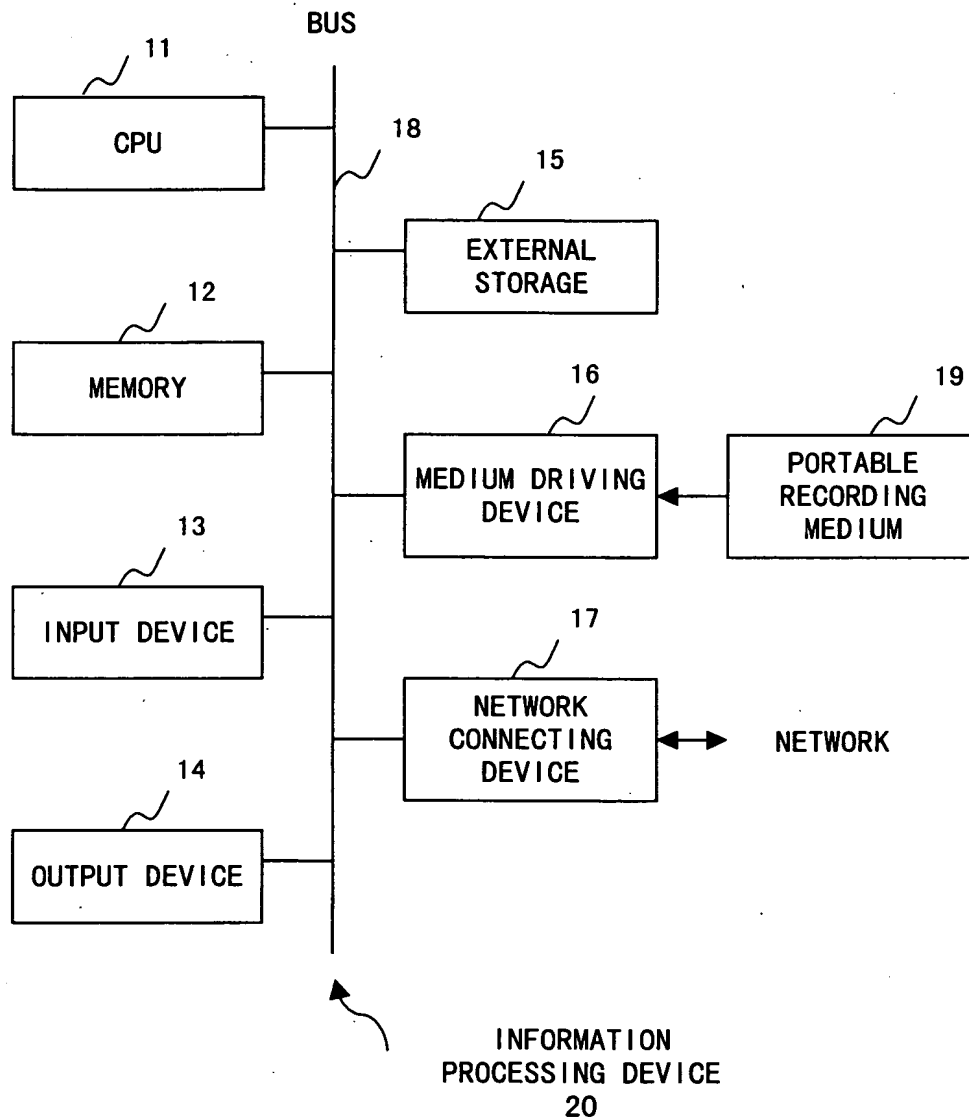 BUS
11
CPU
18
15
EXTERNAL
STORAGE
12
MEMORY
16
MEDIUM DRIVING
DEVICE
19
PORTABLE
RECORDING
MEDIUM
13
INPUT DEVICE
17
NETWORK
CONNECTING
DEVICE
NETWORK
14
OUTPUT DEVICE
INFORMATION
PROCESSING DEVICE
20